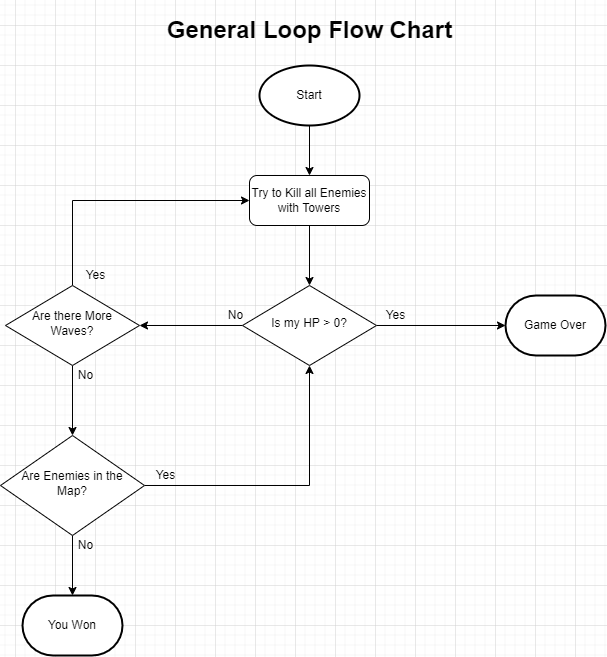 General Loop Flow Chart
Start
Try to Kill all Enemies
with Towers
Yes
Are there More
Waves?
No
Is my HP > 0?
Yes
Game Over
No
Are Enemies in the
Map?
Yes
No
You Won